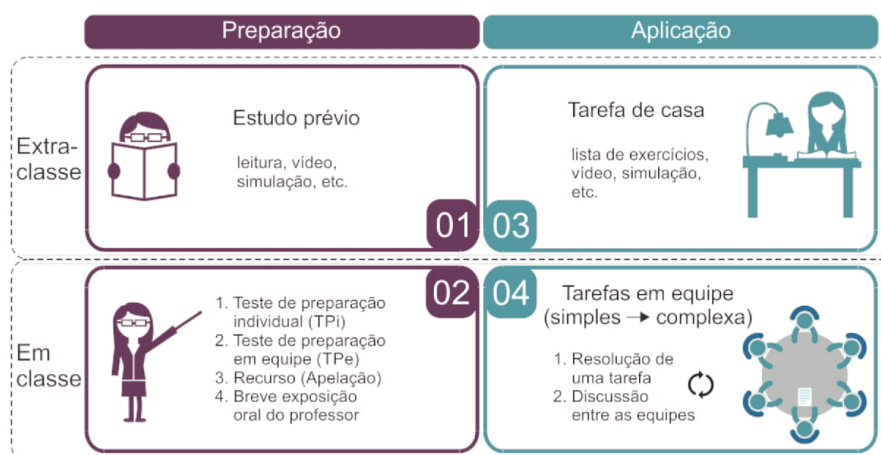 Preparação
Aplicação
Extra-
classe
Estudo prévio
leitura, vídeo,
simulação, etc.
01
Tarefa de casa
lista de exercícios,
vídeo, simulação,
etc.
03
Em
classe
02
1. Teste de preparação
individual (TPi)
2. Teste de preparação
em equipe (TPe)
3. Recurso (Apelação)
4. Breve exposição
oral do professor
04
Tarefas em equipe
(simples → complexa)
1. Resolução de
uma tarefa
2. Discussão
entre as equipes